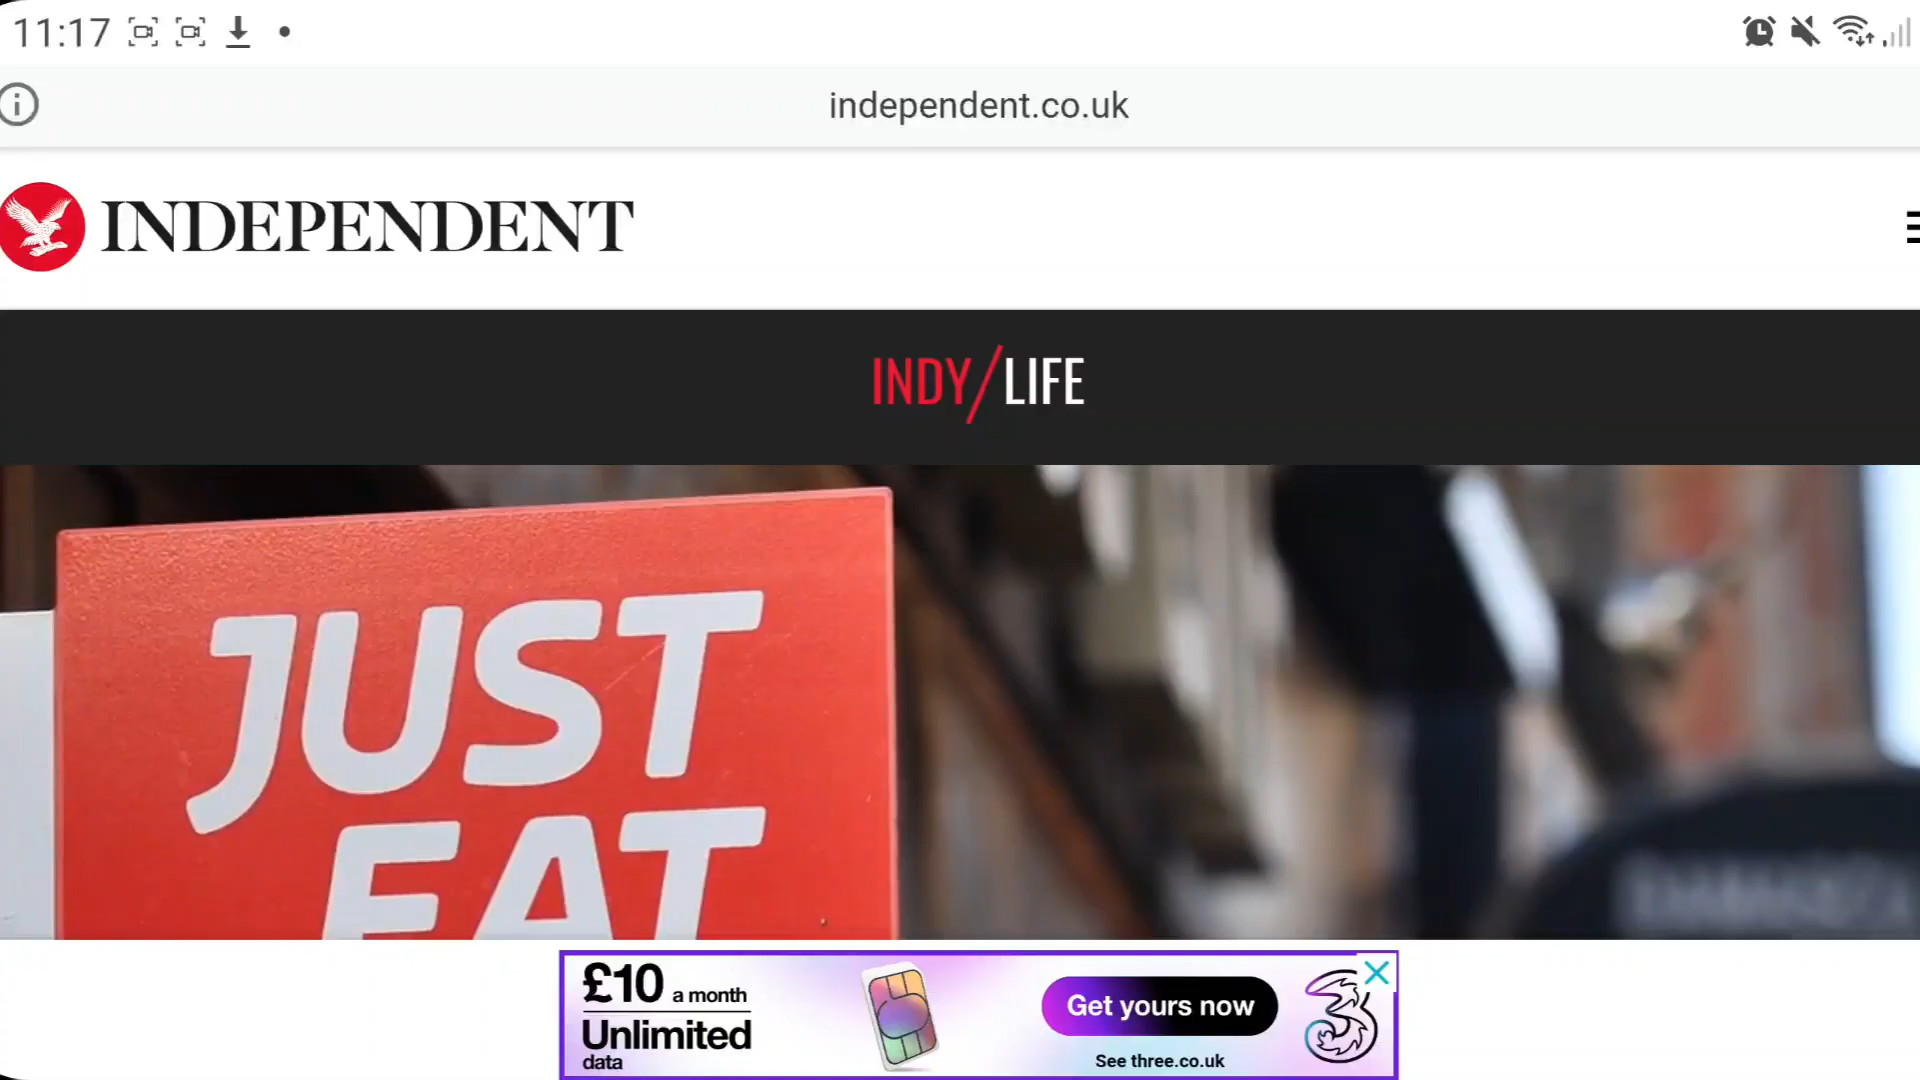 11:17
independent.co.uk
INDEPENDENT
INDY/LIFE
JUST
EAT
£10 a month
Unlimited
data
Get yours now
See three.co.uk